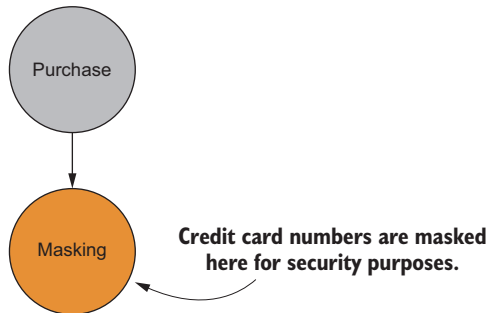 Purchase
Masking
Credit card numbers are masked
here for security purposes.